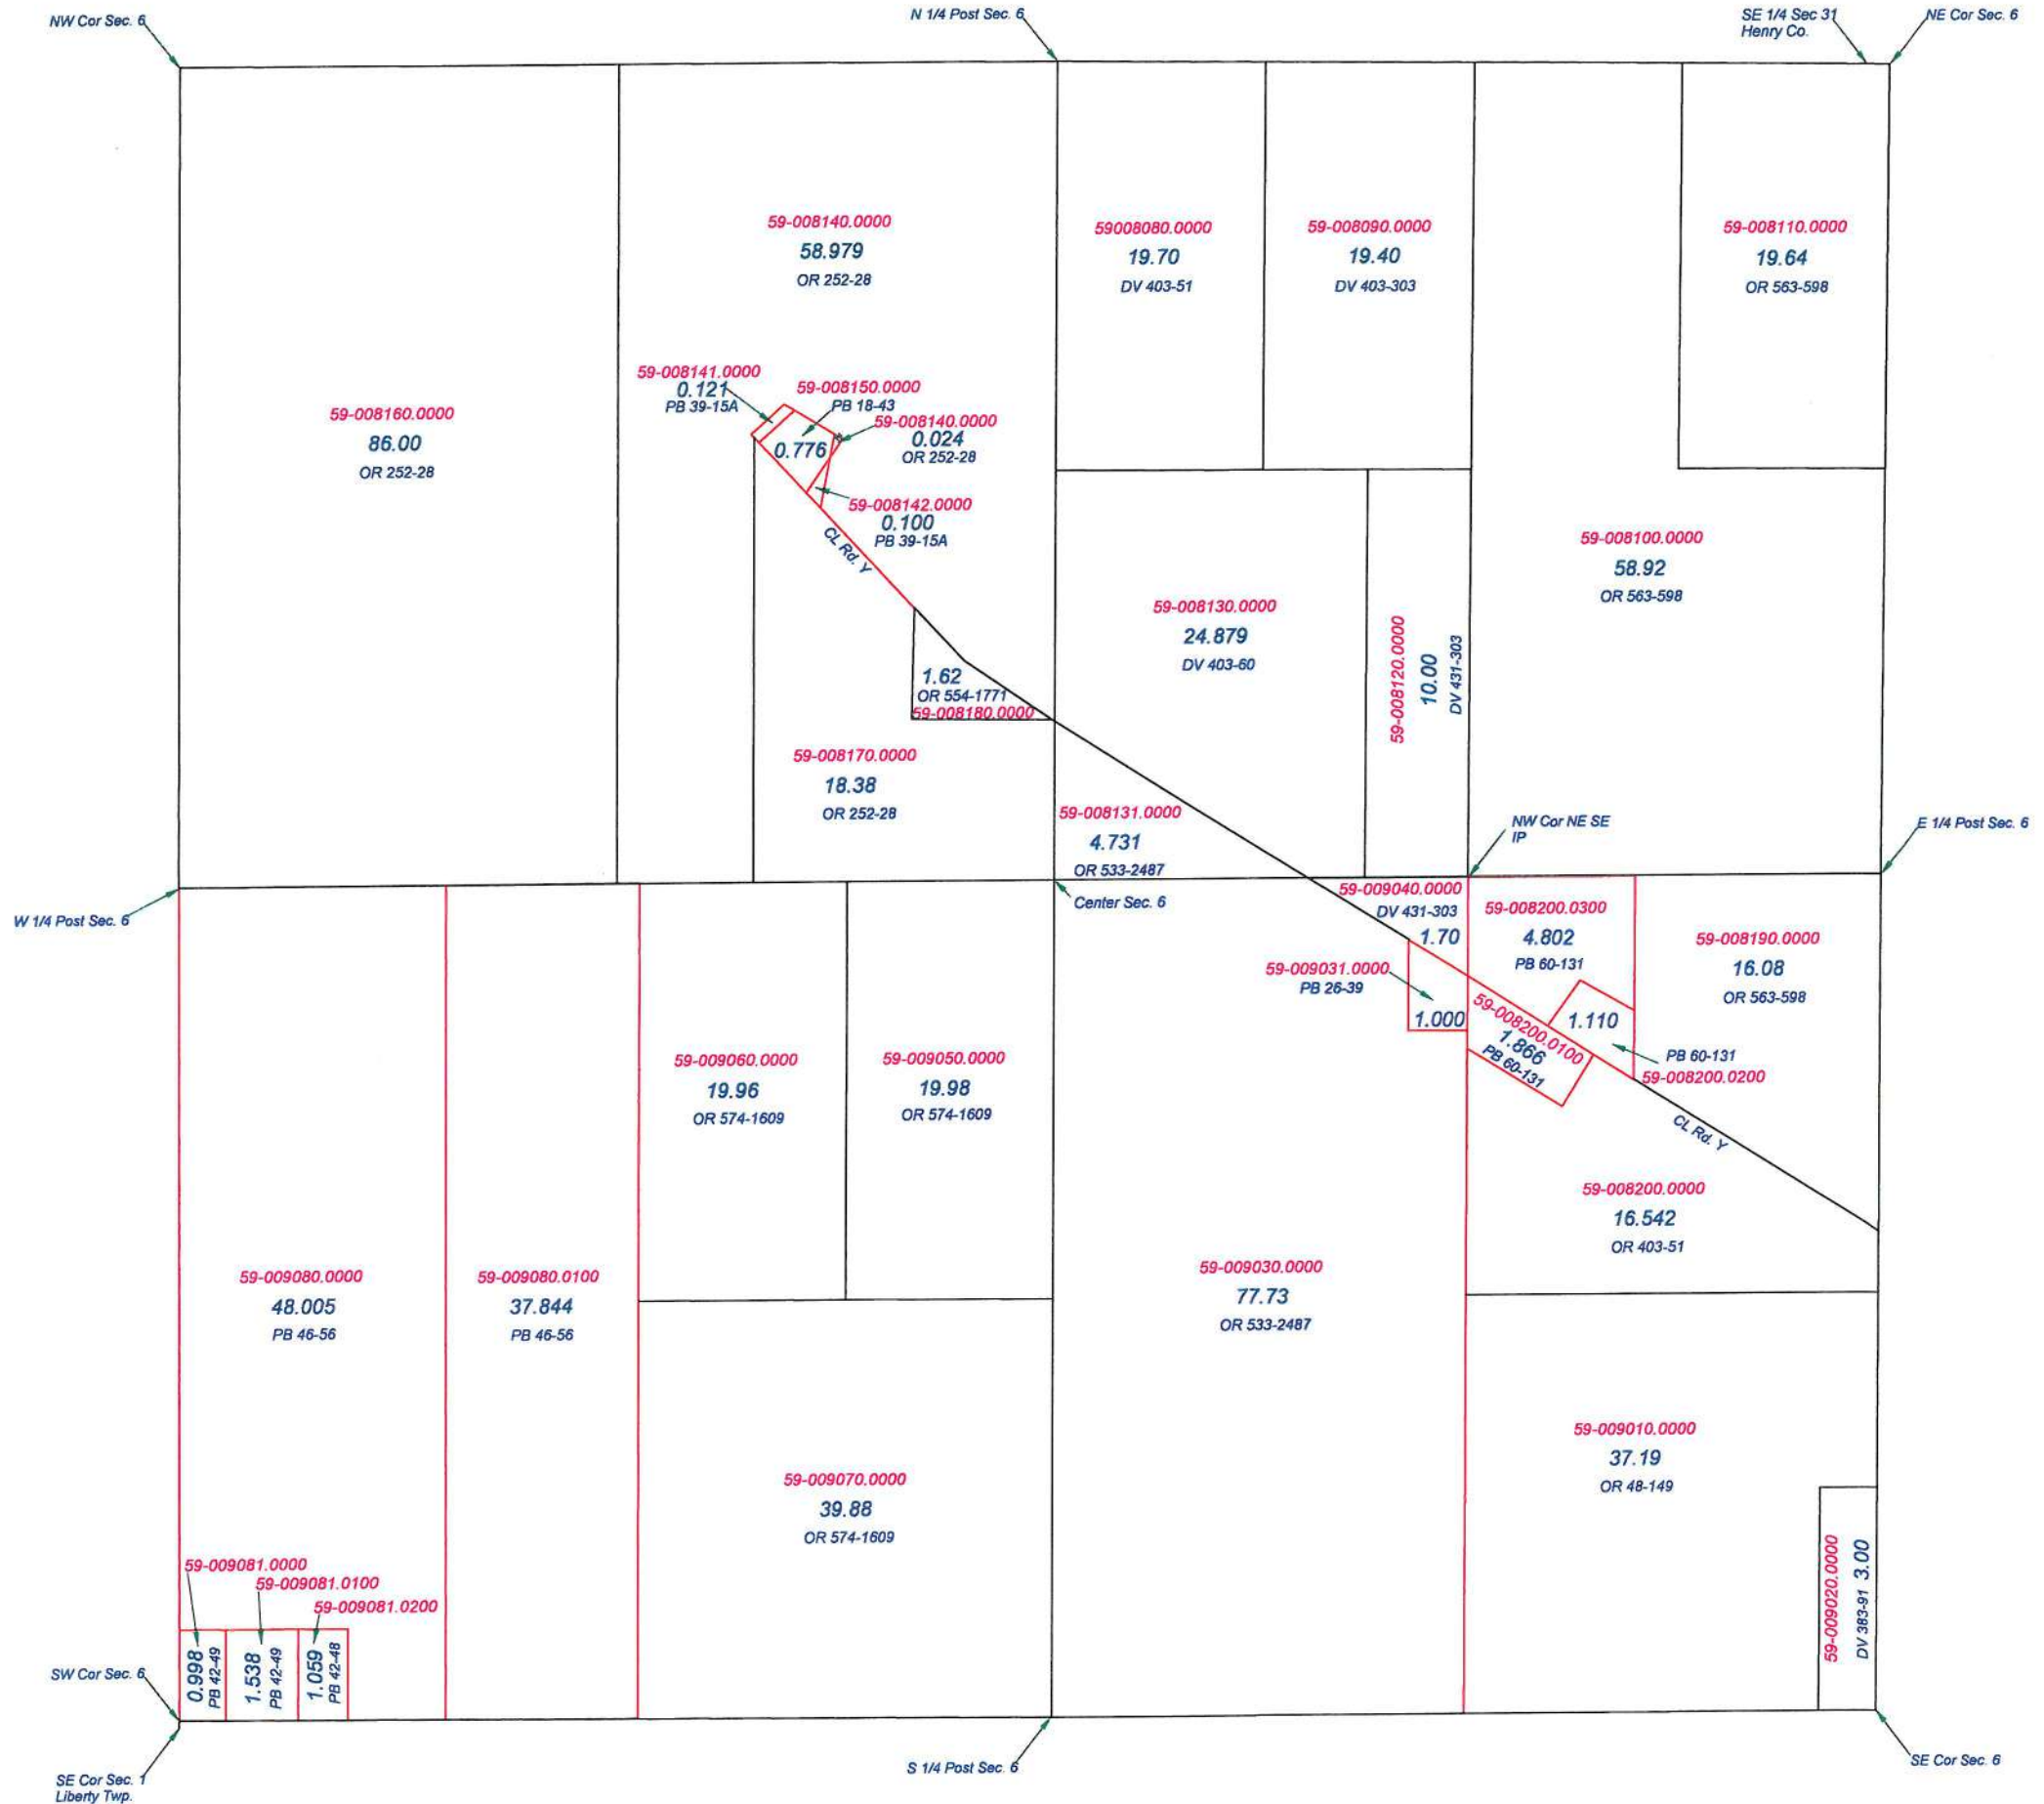 NW Cor Sec. 6
N 1/4 Post Sec. 6
SE 1/4 Sec 31
Henry Co.
NE Cor Sec. 6
59-008160.0000
86.00
OR 252-28
59-008140.0000
58.979
OR 252-28
59008080.0000
19.70
DV 403-51
59-008090.0000
19.40
DV 403-303
59-008110.0000
19.64
OR 563-598
59-008141.0000
0.121
PB 39-15A
59-008150.0000
PB 18-43
0.776
59-008140.0000
0.024
OR 252-28
59-008142.0000
0.100
PB 39-15A
CL Rd. Y
59-008100.0000
58.92
OR 563-598
59-008130.0000
24.879
DV 403-60
59-008120.0000
10.00
DV 431-303
1.62
OR 554-1771
59-008180.0000
59-008170.0000
18.38
OR 252-28
59-008131.0000
4.731
OR 533-2487
NW Cor NE SE
IP
E 1/4 Post Sec. 6
W 1/4 Post Sec. 6
Center Sec. 6
59-009040.0000
DV 431-303
1.70
59-008200.0300
4.802
PB 60-131
59-008190.0000
16.08
OR 563-598
59-009031.0000
PB 26-39
1.000
59-008200.0100
1.866
PB 60-131
1.110
PB 60-131
59-008200.0200
CL Rd. Y
59-009060.0000
19.96
OR 574-1609
59-009050.0000
19.98
OR 574-1609
59-008200.0000
16.542
OR 403-51
59-009080.0000
48.005
PB 46-56
59-009080.0100
37.844
PB 46-56
59-009030.0000
77.73
OR 533-2487
59-009070.0000
39.88
OR 574-1609
59-009010.0000
37.19
OR 48-149
59-009020.0000
3.00
DV 383-91
59-009081.0000
59-009081.0100
59-009081.0200
0.998
PB 42-49
1.538
PB 42-49
1.059
PB 42-48
SW Cor Sec. 6
SE Cor Sec. 1
Liberty Twp.
S 1/4 Post Sec. 6
SE Cor Sec. 6